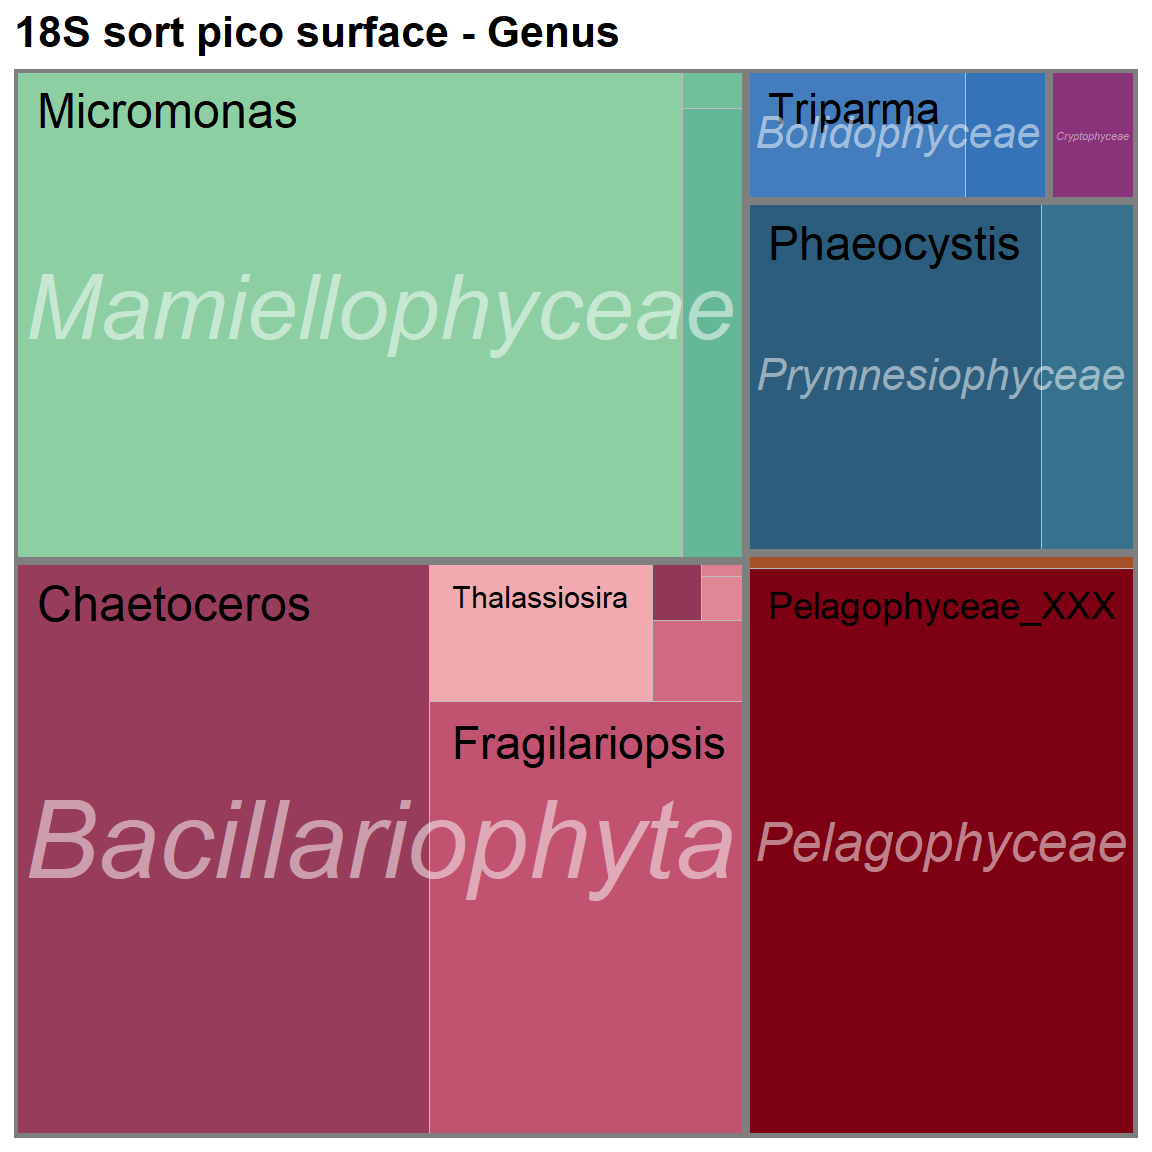 18S sort pico surface - Genus
Micromonas
Mamiellophyceae
Triparma
Bolidophyceae
Cryptophyceae
Phaeocystis
Prymnesiophyceae
Chaetoceros
Thalassiosira
Fragilariopsis
Bacillariophyta
Pelagophyceae_XXX
Pelagophyceae